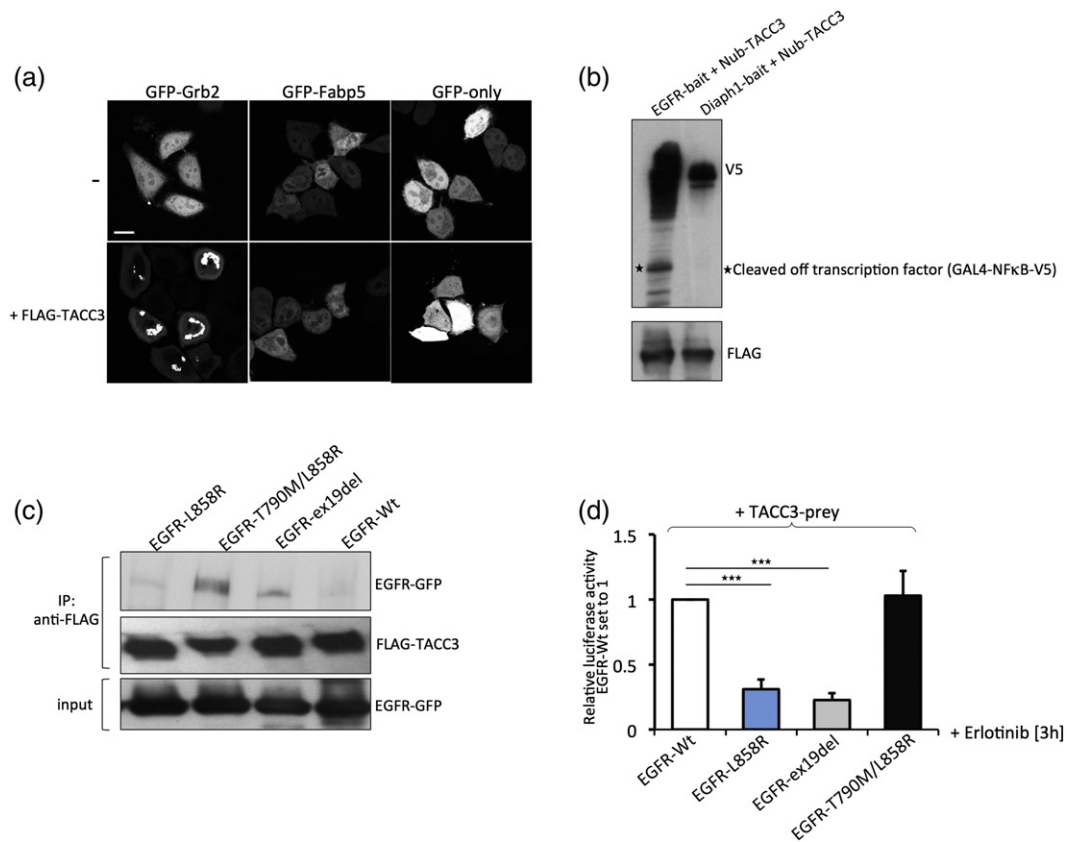 (a)
GFP-Grb2 GFP-Fabp5 GFP-only
-
+ FLAG-TACC3
(b)
EGFR-bait + Nub-TACC3
Diaph1-bait + Nub-TACC3
V5
★ ★Cleaved off transcription factor (GAL4-NFκB-V5)
FLAG
(c)
EGFR-L858R
EGFR-T790M/L858R
EGFR-ex19del
EGFR-Wt
IP:
anti-FLAG
EGFR-GFP
FLAG-TACC3
input
EGFR-GFP
(d)
+ TACC3-prey
Relative luciferase activity
EGFR-Wt set to 1
1.5
1
0.5
0
***
***
EGFR-Wt
EGFR-L858R
EGFR-ex19del
EGFR-T790M/L858R
+ Erlotinib [3h]